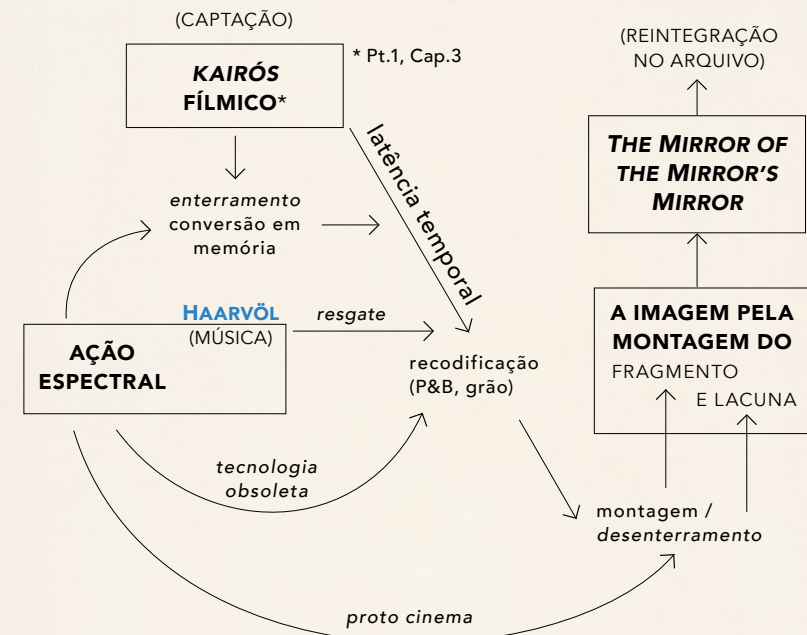 (CAPTAÇÃO)
KAIRÓS
FÍLMICO*
* Pt.1, Cap.3
latência temporal
enterramento
conversão em
memória
HAARVÖL
(MÚSICA)
resgate
AÇÃO
ESPECTRAL
recodificação
(P&B, grão)
tecnologia
obsoleta
proto cinema
montagem /
desenterramento
(REINTEGRAÇÃO
NO ARQUIVO)
THE MIRROR OF
THE MIRROR'S
MIRROR
A IMAGEM PELA
MONTAGEM DO
FRAGMENTO
E LACUNA